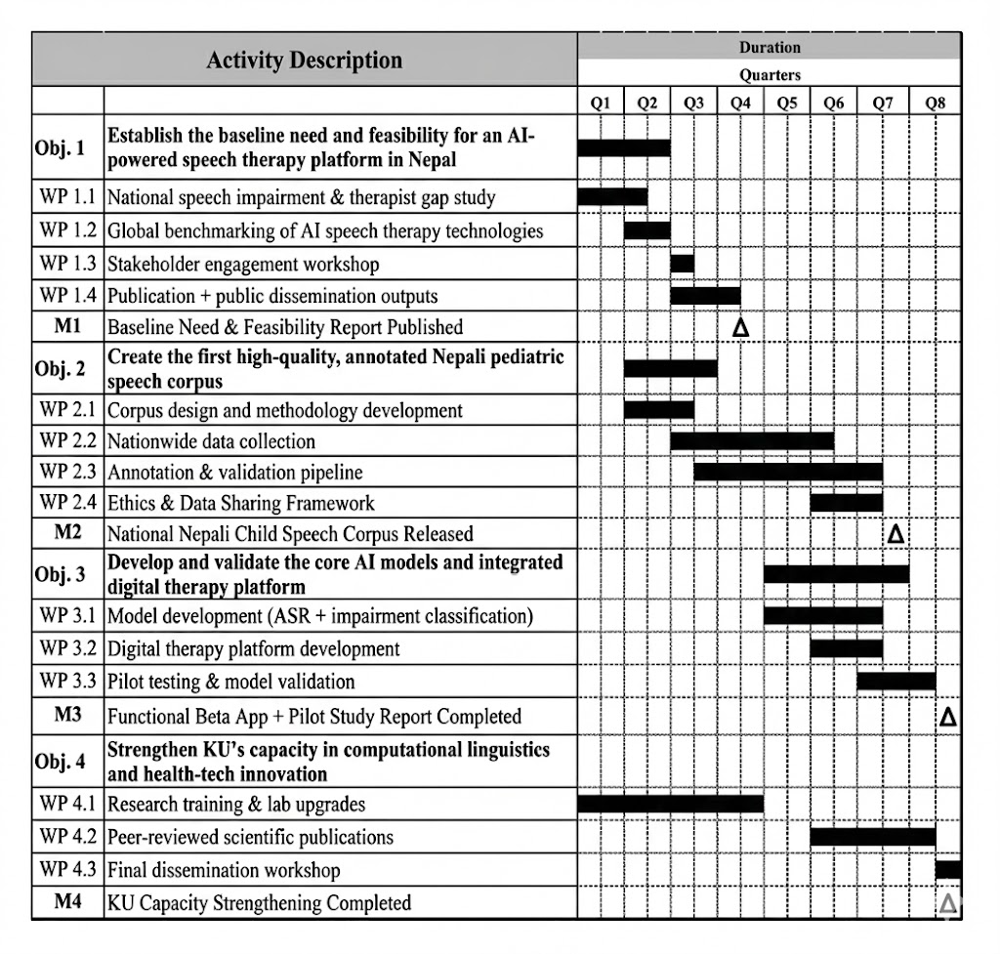 Activity Description
Duration
Quarters
Q1 Q2 Q3 Q4 Q5 Q6 Q7 Q8
Obj. 1 Establish the baseline need and feasibility for an AI-
powered speech therapy platform in Nepal
WP 1.1 National speech impairment & therapist gap study
WP 1.2 Global benchmarking of AI speech therapy technologies
WP 1.3 Stakeholder engagement workshop
WP 1.4 Publication + public dissemination outputs
M1 Baseline Need & Feasibility Report Published Δ
Obj. 2 Create the first high-quality, annotated Nepali pediatric
speech corpus
WP 2.1 Corpus design and methodology development
WP 2.2 Nationwide data collection
WP 2.3 Annotation & validation pipeline
WP 2.4 Ethics & Data Sharing Framework
M2 National Nepali Child Speech Corpus Released Δ
Obj. 3 Develop and validate the core AI models and integrated
digital therapy platform
WP 3.1 Model development (ASR + impairment classification)
WP 3.2 Digital therapy platform development
WP 3.3 Pilot testing & model validation
M3 Functional Beta App + Pilot Study Report Completed Δ
Obj. 4 Strengthen KU's capacity in computational linguistics
and health-tech innovation
WP 4.1 Research training & lab upgrades
WP 4.2 Peer-reviewed scientific publications
WP 4.3 Final dissemination workshop
M4 KU Capacity Strengthening Completed Δ